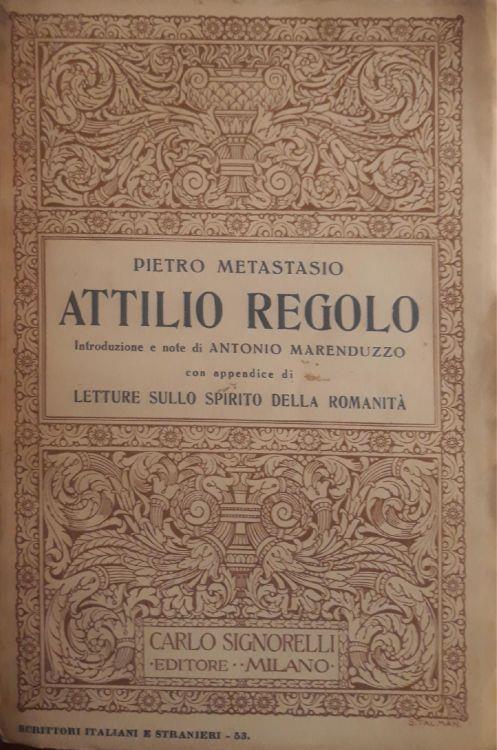 PIETRO METASTASIO
ATTILIO REGOLO
Introduzione e note di ANTONIO MARENDUZZO
con appendice di
LETTURE SULLO SPIRITO DELLA ROMANITÀ
CARLO SIGNORELLI
·EDITORE··MILANO·
D. TALMAN
SCRITTORI ITALIANI E STRANIERI - 53.